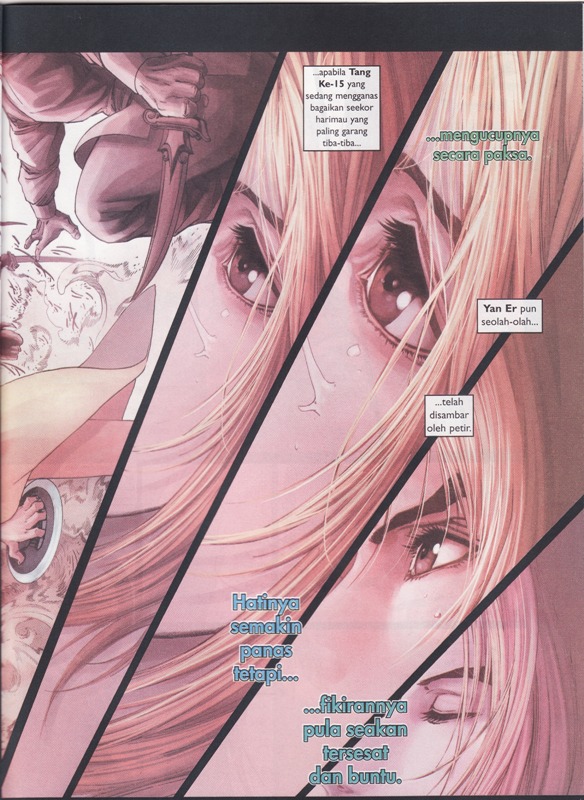 ...apabila Tang
Ke-15 yang
sedang mengganas
bagaikan seekor
harimau yang
paling garang
tiba-tiba...
...mengucupnya
secara paksa.
Yan Er pun
seolah-olah...
...telah
disambar
oleh petir.
Hatinya
semakin
panas
tetapi...
...fikirannya
pula seakan
tersesat
dan buntu.